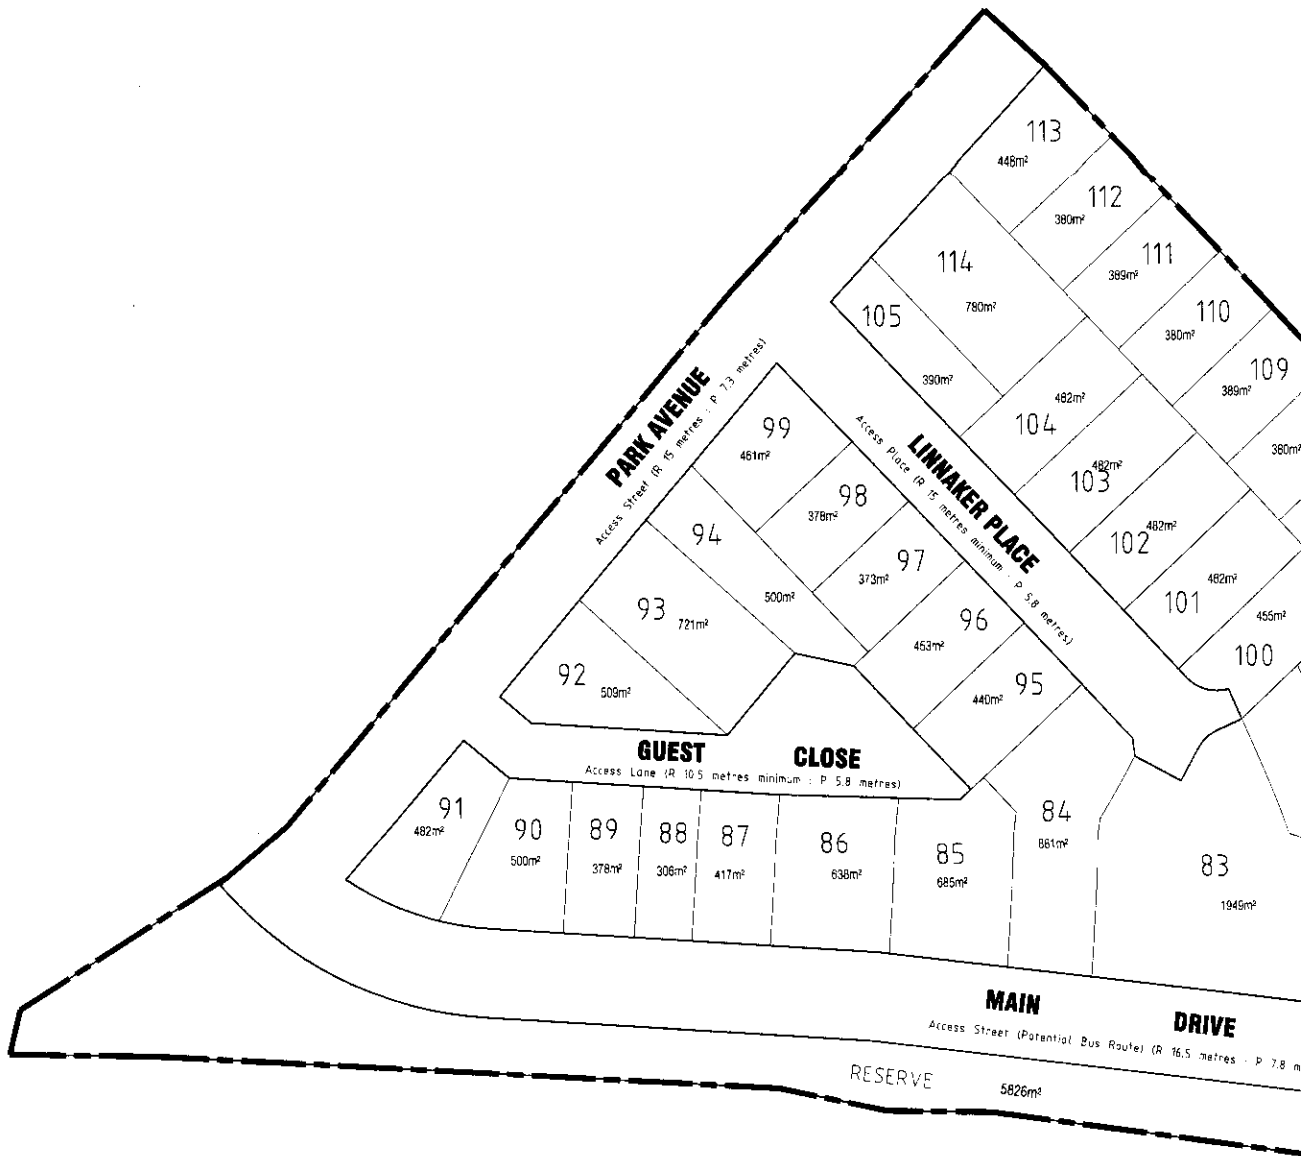 113
448m²
112
380m²
111
389m²
110
380m²
109
389m²
380m²
114
780m²
105
390m²
104
482m²
103
482m²
102
482m²
101
482m²
100
455m²
PARK AVENUE
Access Street (R 15 metres : P 7.3 metres)
LINNAKER PLACE
Access Place (R 15 metres minimum : P 5.8 metres)
99
461m²
98
378m²
97
373m²
96
453m²
95
440m²
94
500m²
93
721m²
92
509m²
GUEST CLOSE
Access Lane (R 10.5 metres minimum : P 5.8 metres)
91
482m²
90
500m²
89
378m²
88
306m²
87
417m²
86
638m²
85
685m²
84
881m²
83
1949m²
MAIN DRIVE
Access Street (Potential Bus Route) (R 16.5 metres : P 7.8 m
RESERVE
5826m²